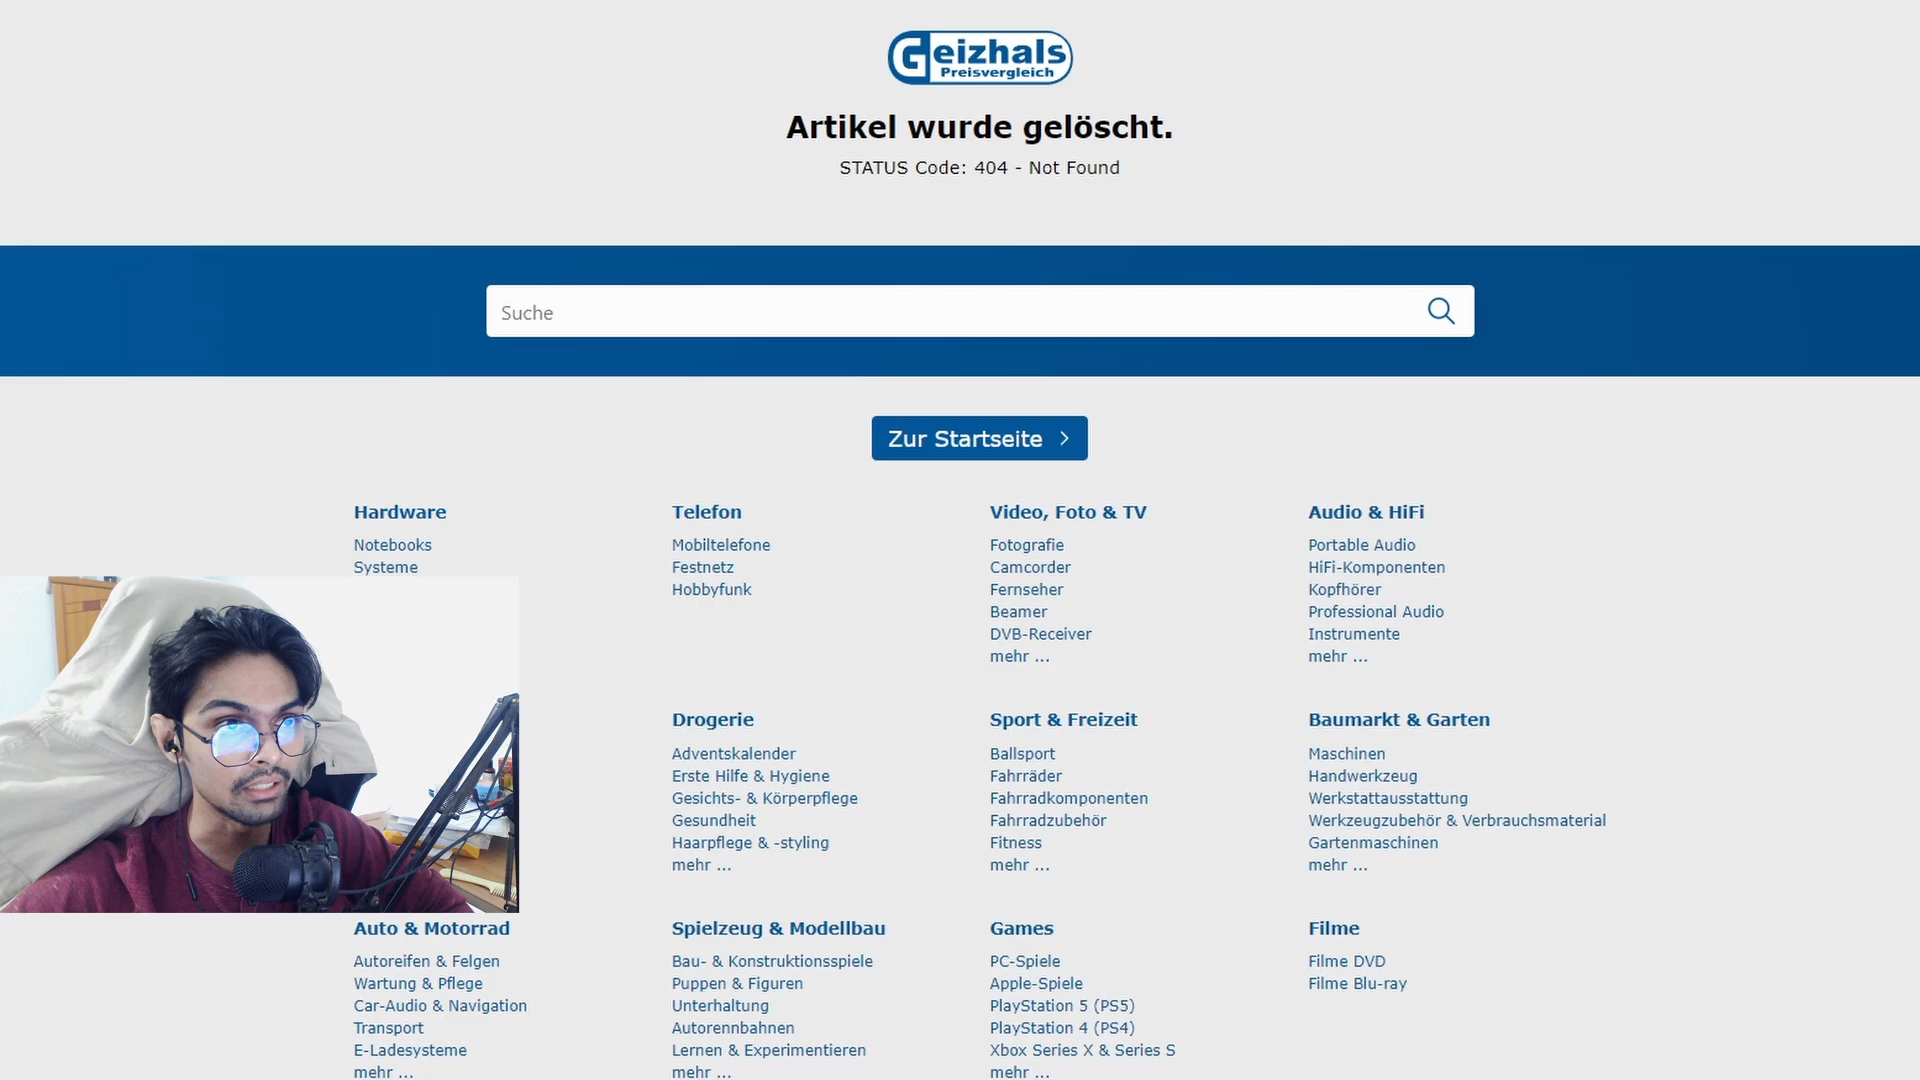 Geizhals
Preisvergleich
Artikel wurde gelöscht.
STATUS Code: 404 - Not Found
Suche
Zur Startseite
Hardware
Notebooks
Systeme
Telefon
Mobiltelefone
Festnetz
Hobbyfunk
Video, Foto & TV
Fotografie
Camcorder
Fernseher
Beamer
DVB-Receiver
mehr ...
Audio & HiFi
Portable Audio
HiFi-Komponenten
Kopfhörer
Professional Audio
Instrumente
mehr ...
Drogerie
Adventskalender
Erste Hilfe & Hygiene
Gesichts- & Körperpflege
Gesundheit
Haarpflege & -styling
mehr ...
Sport & Freizeit
Ballsport
Fahrräder
Fahrradkomponenten
Fahrradzubehör
Fitness
mehr ...
Baumarkt & Garten
Maschinen
Handwerkzeug
Werkstattausstattung
Werkzeugzubehör & Verbrauchsmaterial
Gartenmaschinen
mehr ...
Auto & Motorrad
Autoreifen & Felgen
Wartung & Pflege
Car-Audio & Navigation
Transport
E-Ladesysteme
mehr ...
Spielzeug & Modellbau
Bau- & Konstruktionsspiele
Puppen & Figuren
Unterhaltung
Autorennbahnen
Lernen & Experimentieren
mehr ...
Games
PC-Spiele
Apple-Spiele
PlayStation 5 (PS5)
PlayStation 4 (PS4)
Xbox Series X & Series S
mehr ...
Filme
Filme DVD
Filme Blu-ray